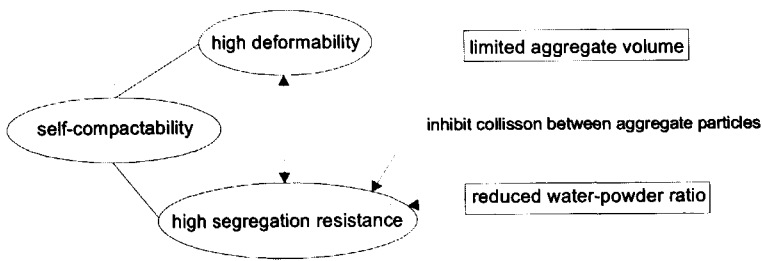 high deformability
limited aggregate volume
self-compactability
inhibit collisson between aggregate particles
reduced water-powder ratio
high segregation resistance